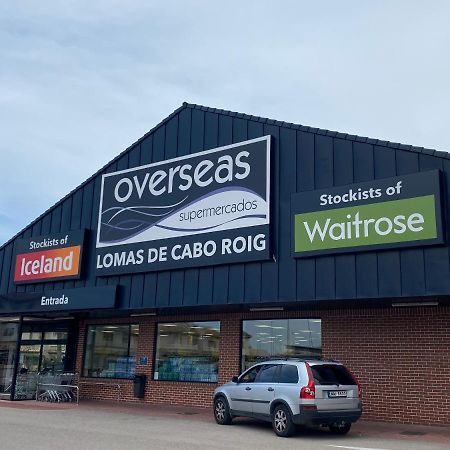 overseas
supermercados
LOMAS DE CABO ROIG
Stockists of
Iceland
Stockists of
Waitrose
Entrada